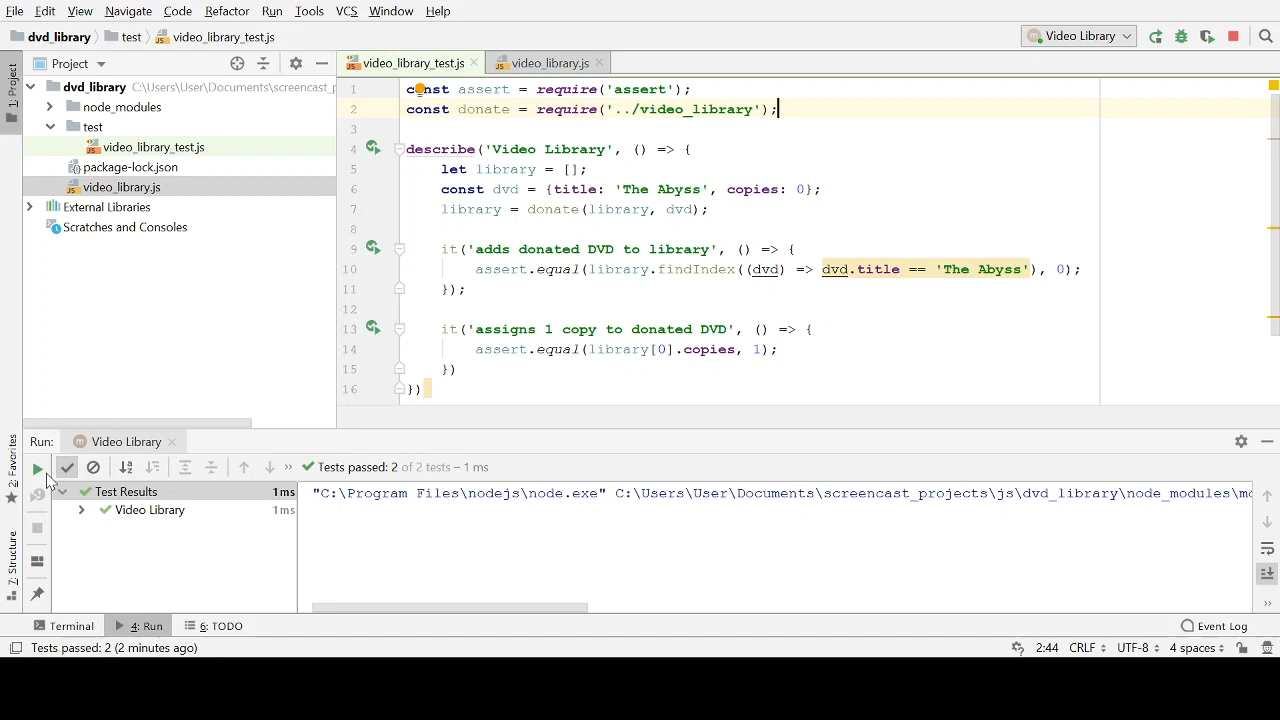 File Edit View Navigate Code Refactor Run Tools VCS Window Help
dvd_library test video_library_test.js Video Library
1: Project
Project
video_library_test.js video_library.js
dvd_library C:\Users\User\Documents\screencast_p
node_modules
test
video_library_test.js
package-lock.json
video_library.js
External Libraries
Scratches and Consoles
1 const assert = require('assert');
2 const donate = require('../video_library');
3
4 describe('Video Library', () => {
5 let library = [];
6 const dvd = {title: 'The Abyss', copies: 0};
7 library = donate(library, dvd);
8
9 it('adds donated DVD to library', () => {
10 assert.equal(library.findIndex((dvd) => dvd.title == 'The Abyss'), 0);
11 });
12
13 it('assigns 1 copy to donated DVD', () => {
14 assert.equal(library[0].copies, 1);
15 })
16 })
2: Favorites
7: Structure
Run: Video Library
Tests passed: 2 of 2 tests – 1 ms
Test Results 1 ms
Video Library 1 ms
"C:\Program Files\nodejs\node.exe" C:\Users\User\Documents\screencast_projects\js\dvd_library\node_modules\mo
Terminal 4: Run 6: TODO Event Log
Tests passed: 2 (2 minutes ago) 2:44 CRLF UTF-8 4 spaces